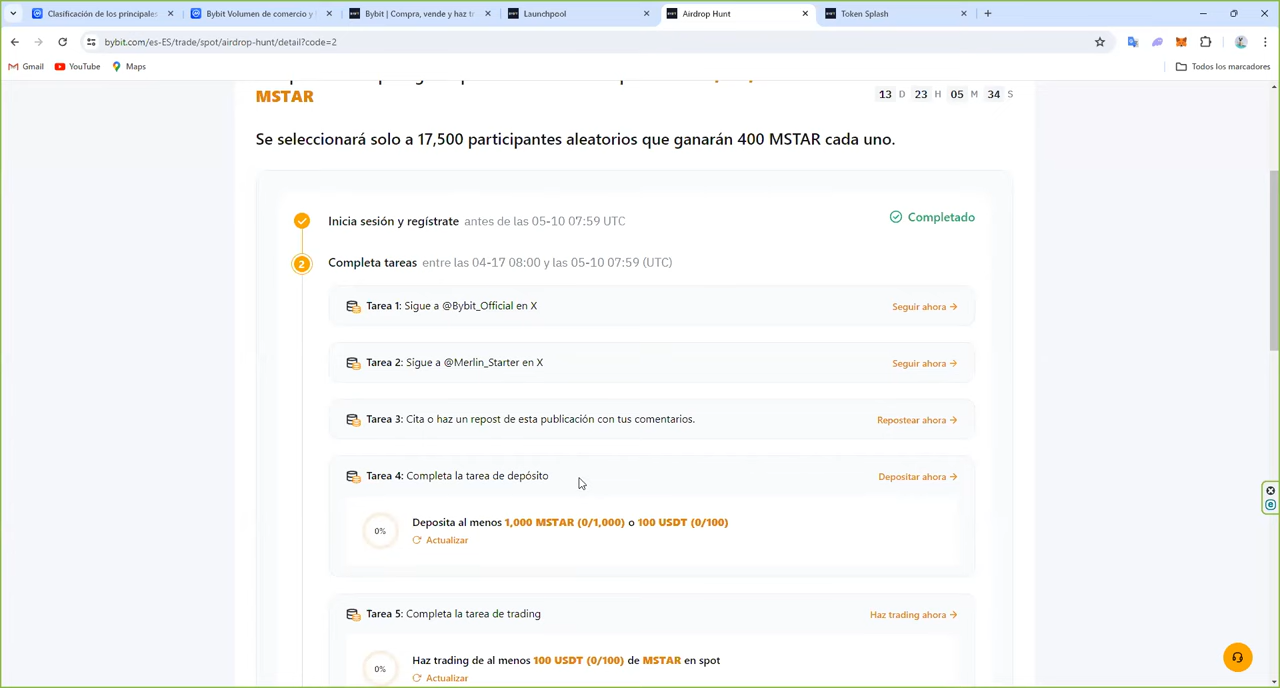 Clasificación de los principales
Bybit Volumen de comercio y
Bybit | Compra, vende y haz tr
Launchpool
Airdrop Hunt
Token Splash
bybit.com/es-ES/trade/spot/airdrop-hunt/detail?code=2
Gmail
YouTube
Maps
Todos los marcadores
MSTAR
13 D 23 H 05 M 34 S
Se seleccionará solo a 17,500 participantes aleatorios que ganarán 400 MSTAR cada uno.
Inicia sesión y regístrate antes de las 05-10 07:59 UTC
Completado
2
Completa tareas entre las 04-17 08:00 y las 05-10 07:59 (UTC)
Tarea 1: Sigue a @Bybit_Official en X
Seguir ahora →
Tarea 2: Sigue a @Merlin_Starter en X
Seguir ahora →
Tarea 3: Cita o haz un repost de esta publicación con tus comentarios.
Repostear ahora →
Tarea 4: Completa la tarea de depósito
Depositar ahora →
0%
Deposita al menos 1,000 MSTAR (0/1,000) o 100 USDT (0/100)
Actualizar
Tarea 5: Completa la tarea de trading
Haz trading ahora →
0%
Haz trading de al menos 100 USDT (0/100) de MSTAR en spot
Actualizar